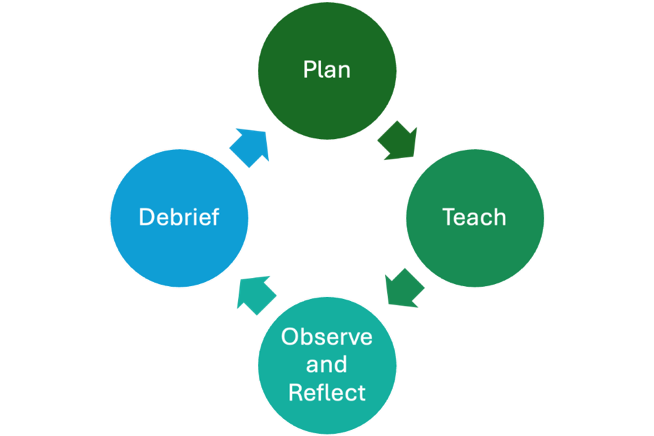 Plan
Teach
Observe
and
Reflect
Debrief